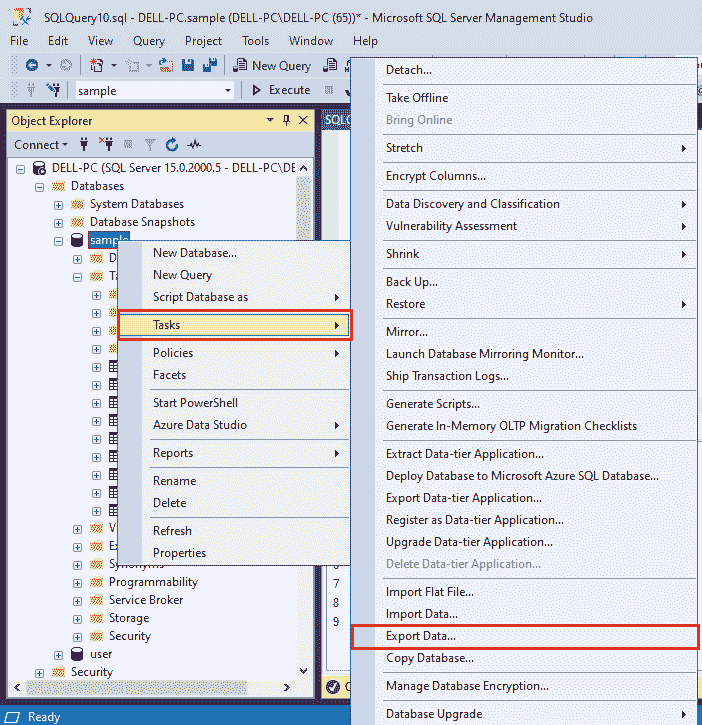 SQLQuery10.sql - DELL-PC.sample (DELL-PC\DELL-PC (65))* - Microsoft SQL Server Management Studio
File Edit View Query Project Tools Window Help
New Query
sample Execute
Object Explorer
Connect
DELL-PC (SQL Server 15.0.2000.5 - DELL-PC\DE
Databases
System Databases
Database Snapshots
sample
D
Ta
V
E
Synonyms
Programmability
Service Broker
Storage
Security
user
Security
New Database...
New Query
Script Database as
Tasks
Policies
Facets
Start PowerShell
Azure Data Studio
Reports
Rename
Delete
Refresh
Properties
SQLQ
Detach...
Take Offline
Bring Online
Stretch
Encrypt Columns...
Data Discovery and Classification
Vulnerability Assessment
Shrink
Back Up...
Restore
Mirror...
Launch Database Mirroring Monitor...
Ship Transaction Logs...
Generate Scripts...
Generate In-Memory OLTP Migration Checklists
Extract Data-tier Application...
Deploy Database to Microsoft Azure SQL Database...
Export Data-tier Application...
Register as Data-tier Application...
Upgrade Data-tier Application...
Delete Data-tier Application...
Import Flat File...
Import Data...
Export Data...
Copy Database...
Manage Database Encryption...
Database Upgrade
7
8
9
Ready